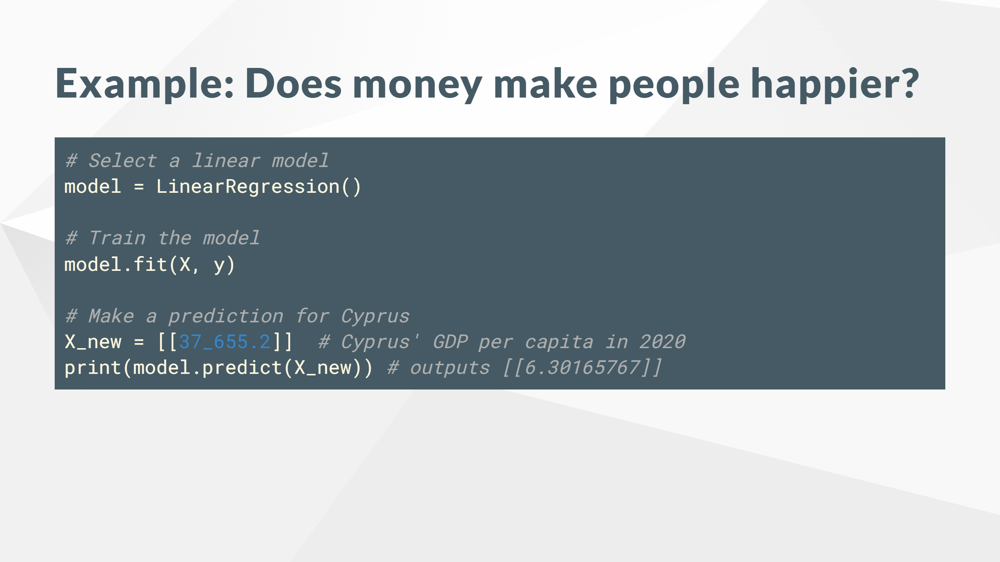 Example: Does money make people happier?
# Select a linear model
model = LinearRegression()
# Train the model
model.fit(X, y)
# Make a prediction for Cyprus
X_new = [[37_655.2]]  # Cyprus' GDP per capita in 2020
print(model.predict(X_new)) # outputs [[6.30165767]]